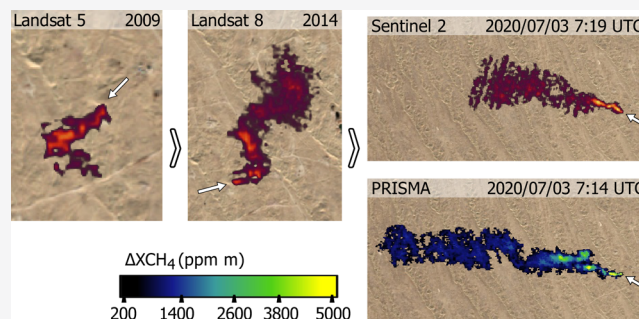 Landsat 5 2009
Landsat 8 2014
Sentinel 2 2020/07/03 7:19 UTC
PRISMA 2020/07/03 7:14 UTC
ΔXCH₄ (ppm m)
200 1400 2600 3800 5000